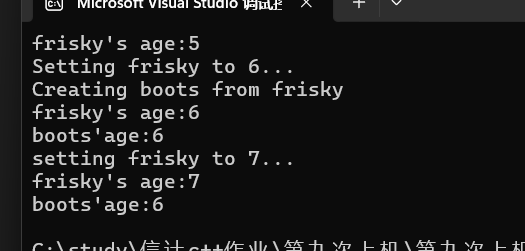 Microsoft Visual Studio 调试
frisky's age:5
Setting frisky to 6...
Creating boots from frisky
frisky's age:6
boots'age:6
setting frisky to 7...
frisky's age:7
boots'age:6
C:\study\信计c++作业\第九次上机\第九次上机